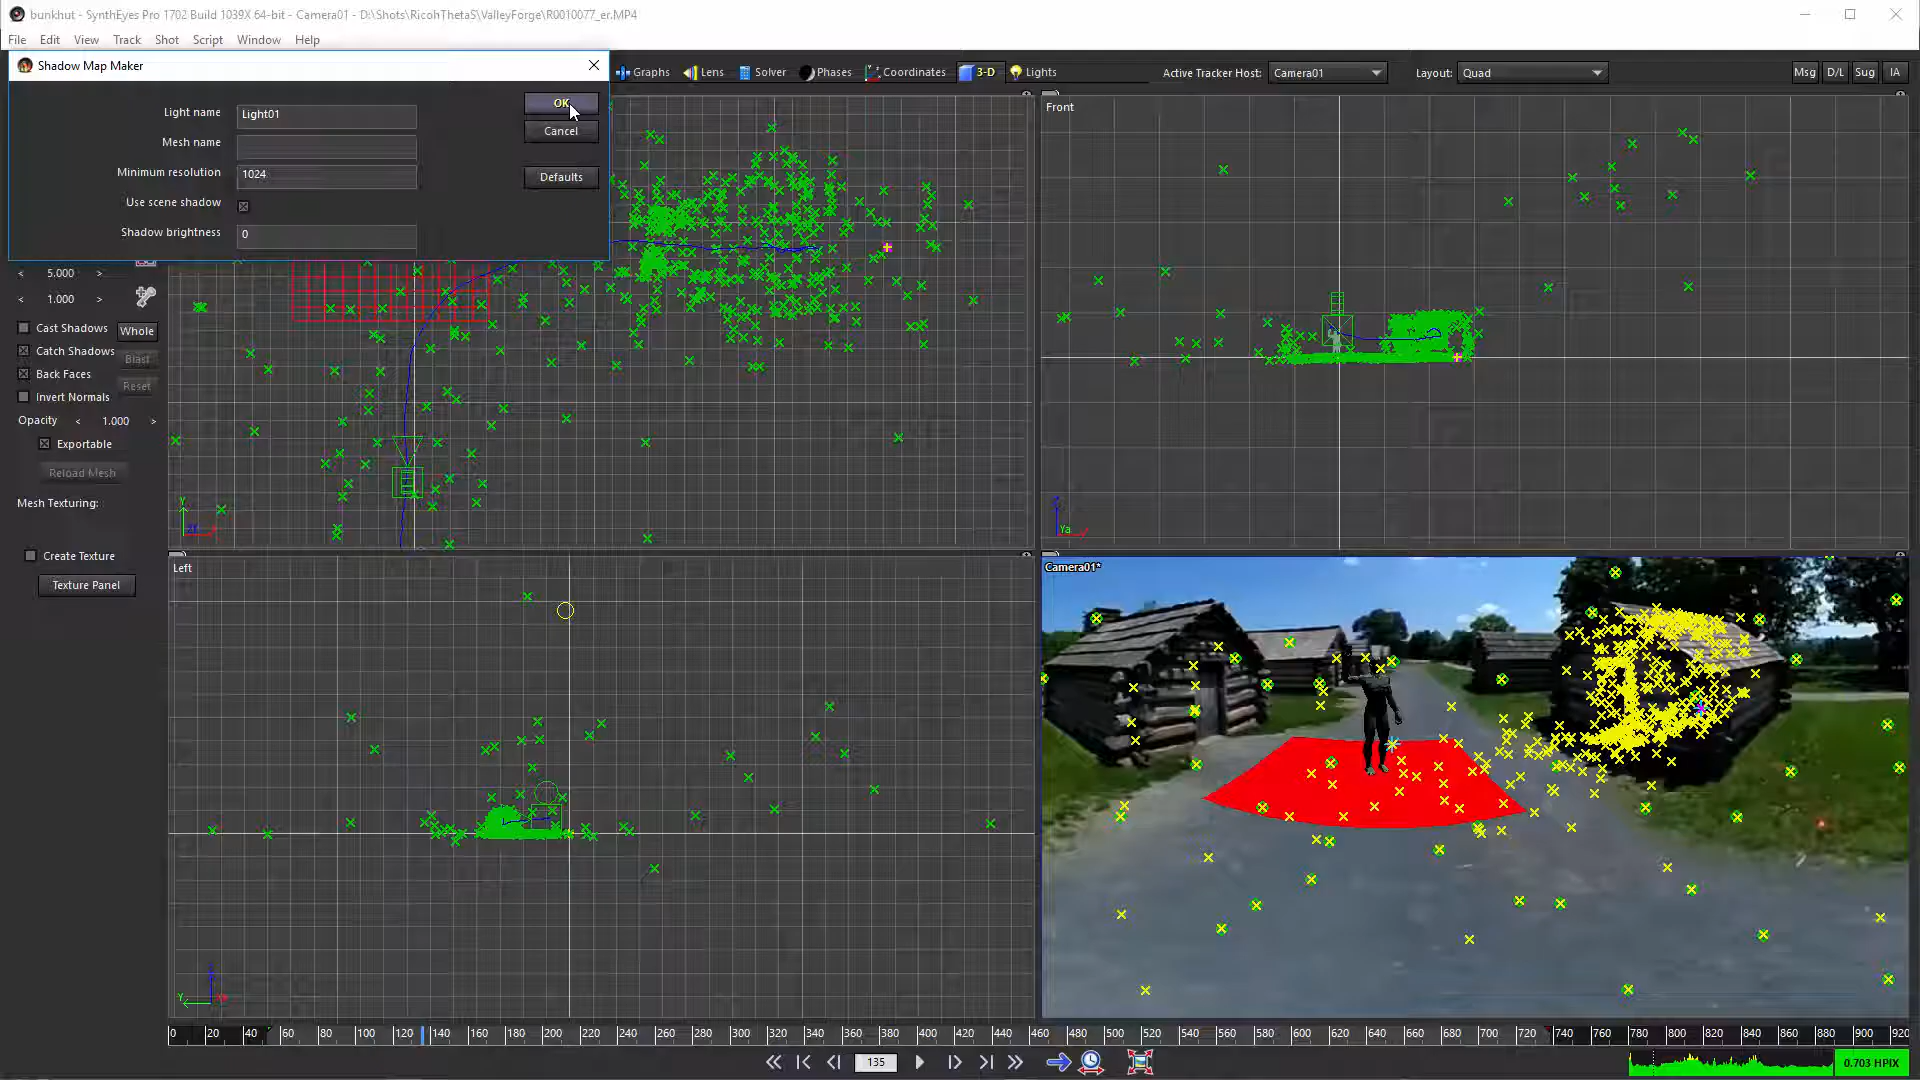 bunkhut - SynthEyes Pro 1702 Build 1039X 64-bit - Camera01 - D:\Shots\RicohThetaS\ValleyForge\R0010077_er.MP4
File Edit View Track Shot Script Window Help
Shadow Map Maker
Graphs Lens Solver Phases Coordinates 3-D Lights Active Tracker Host: Camera01 Layout: Quad Msg D/L Sug IA
Light name Light01 OK
Mesh name Cancel
Minimum resolution 1024 Defaults
Use scene shadow
Shadow brightness 0
Front
< 5.000 >
< 1.000 >
Cast Shadows Whole
Catch Shadows Blast
Back Faces Reset
Invert Normals
Opacity < 1.000 >
Exportable
Reload Mesh
Mesh Texturing:
Create Texture
Texture Panel
Left
Camera01*
Y
Ya
Y
0 20 40 60 80 100 120 140 160 180 200 220 240 260 280 300 320 340 360 380 400 420 440 460 480 500 520 540 560 580 600 620 640 660 680 700 720 740 760 780 800 820 840 860 880 900 920
135
0.703 HPIX